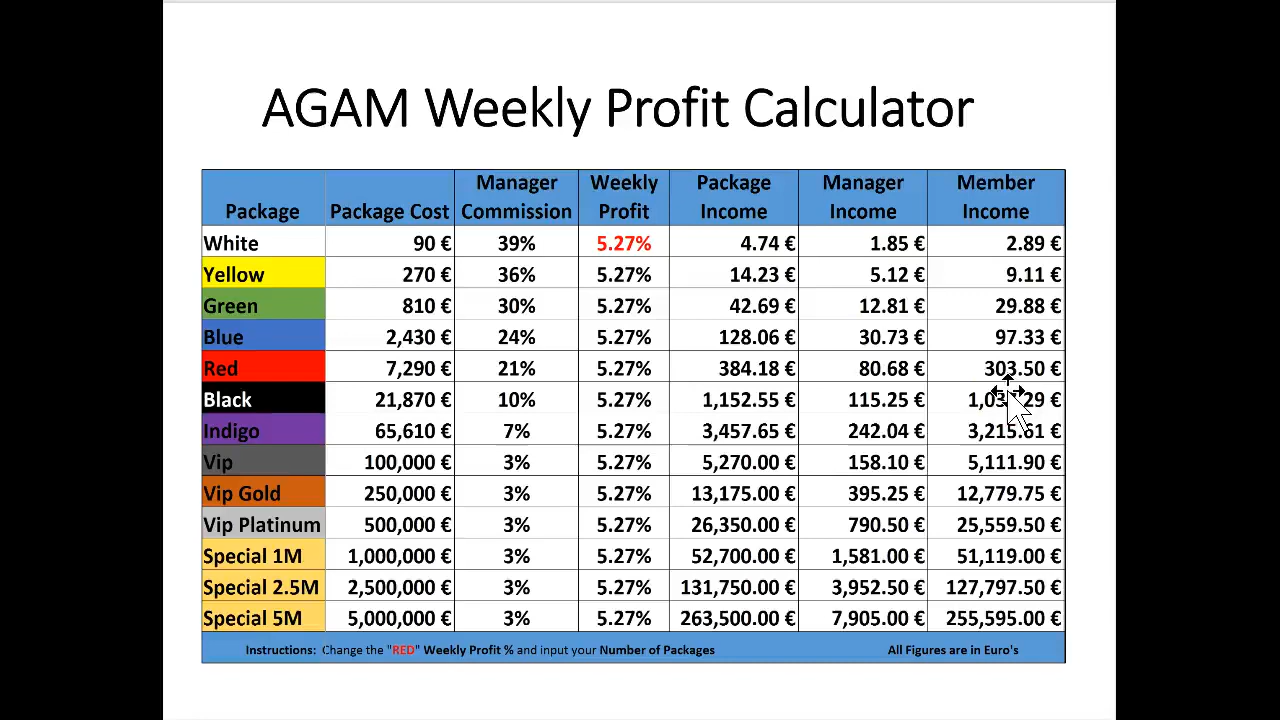 AGAM Weekly Profit Calculator
Package Package Cost Manager Commission Weekly Profit Package Income Manager Income Member Income
White 90 € 39% 5.27% 4.74 € 1.85 € 2.89 €
Yellow 270 € 36% 5.27% 14.23 € 5.12 € 9.11 €
Green 810 € 30% 5.27% 42.69 € 12.81 € 29.88 €
Blue 2,430 € 24% 5.27% 128.06 € 30.73 € 97.33 €
Red 7,290 € 21% 5.27% 384.18 € 80.68 € 303.50 €
Black 21,870 € 10% 5.27% 1,152.55 € 115.25 €
Indigo 65,610 € 7% 5.27% 3,457.65 € 242.04 € 3,215.61 €
Vip 100,000 € 3% 5.27% 5,270.00 € 158.10 € 5,111.90 €
Vip Gold 250,000 € 3% 5.27% 13,175.00 € 395.25 € 12,779.75 €
Vip Platinum 500,000 € 3% 5.27% 26,350.00 € 790.50 € 25,559.50 €
Special 1M 1,000,000 € 3% 5.27% 52,700.00 € 1,581.00 € 51,119.00 €
Special 2.5M 2,500,000 € 3% 5.27% 131,750.00 € 3,952.50 € 127,797.50 €
Special 5M 5,000,000 € 3% 5.27% 263,500.00 € 7,905.00 € 255,595.00 €
Instructions: Change the "RED" Weekly Profit % and input your Number of Packages All Figures are in Euro's